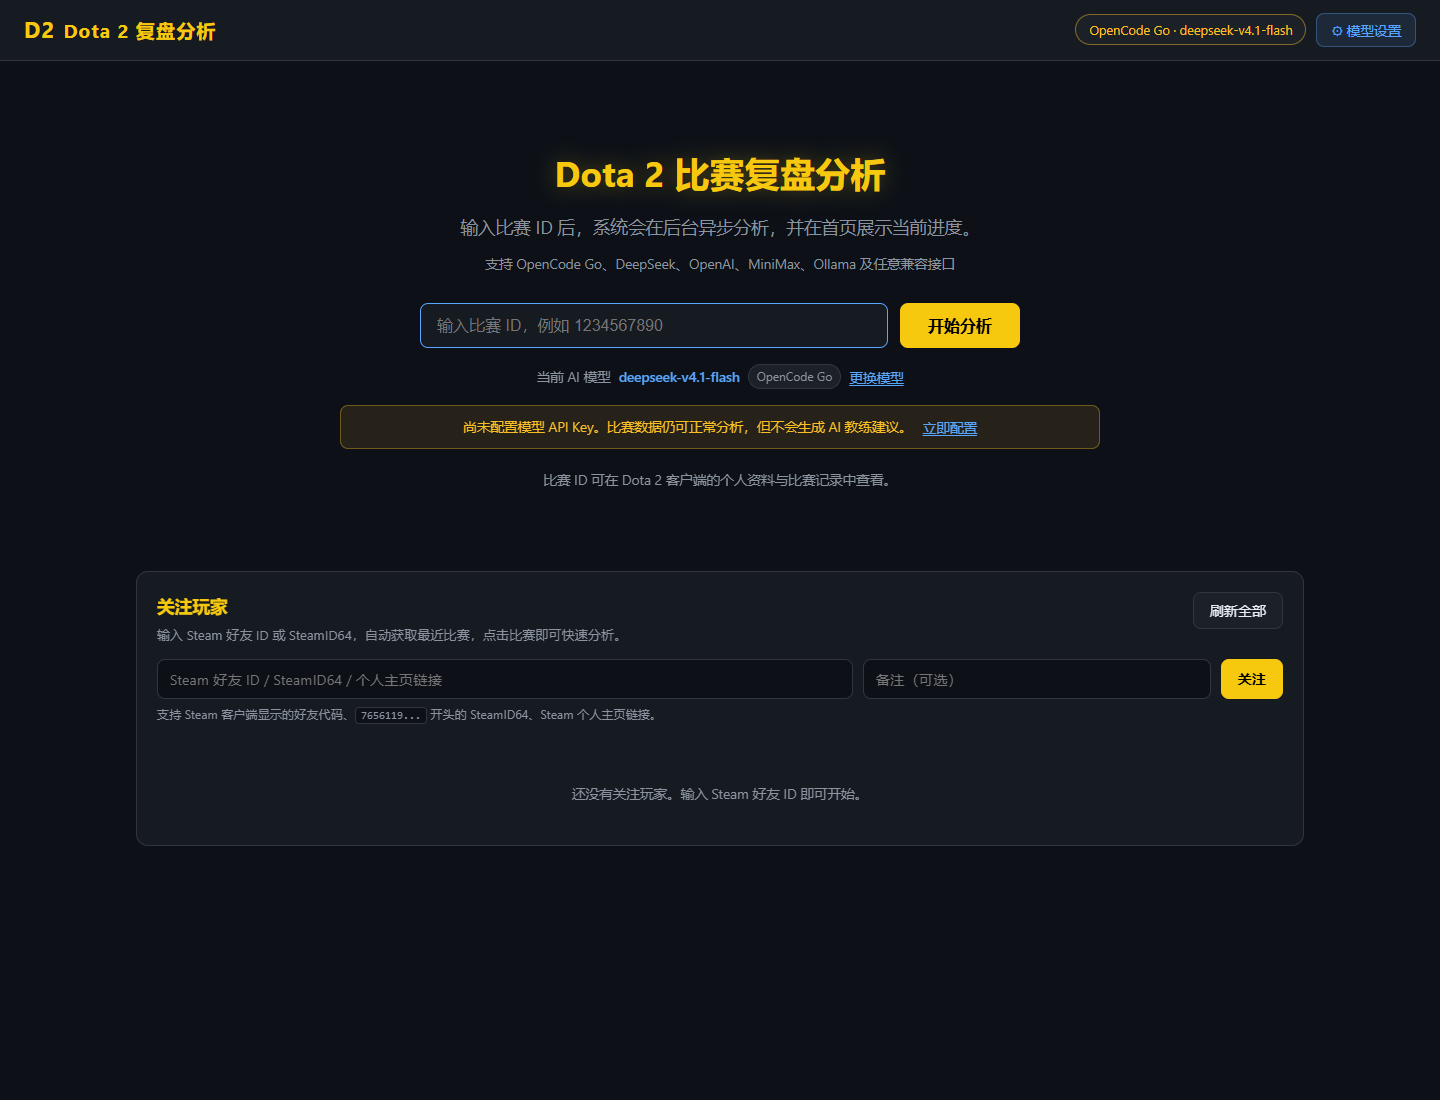 D2 Dota 2 复盘分析
OpenCode Go · deepseek-v4.1-flash
⚙ 模型设置
Dota 2 比赛复盘分析
输入比赛 ID 后，系统会在后台异步分析，并在首页展示当前进度。
支持 OpenCode Go、DeepSeek、OpenAI、MiniMax、Ollama 及任意兼容接口
输入比赛 ID，例如 1234567890
开始分析
当前 AI 模型 deepseek-v4.1-flash OpenCode Go 更换模型
尚未配置模型 API Key。比赛数据仍可正常分析，但不会生成 AI 教练建议。 立即配置
比赛 ID 可在 Dota 2 客户端的个人资料与比赛记录中查看。
关注玩家
刷新全部
输入 Steam 好友 ID 或 SteamID64，自动获取最近比赛，点击比赛即可快速分析。
Steam 好友 ID / SteamID64 / 个人主页链接
备注（可选）
关注
支持 Steam 客户端显示的好友代码、 7656119... 开头的 SteamID64、Steam 个人主页链接。
还没有关注玩家。输入 Steam 好友 ID 即可开始。